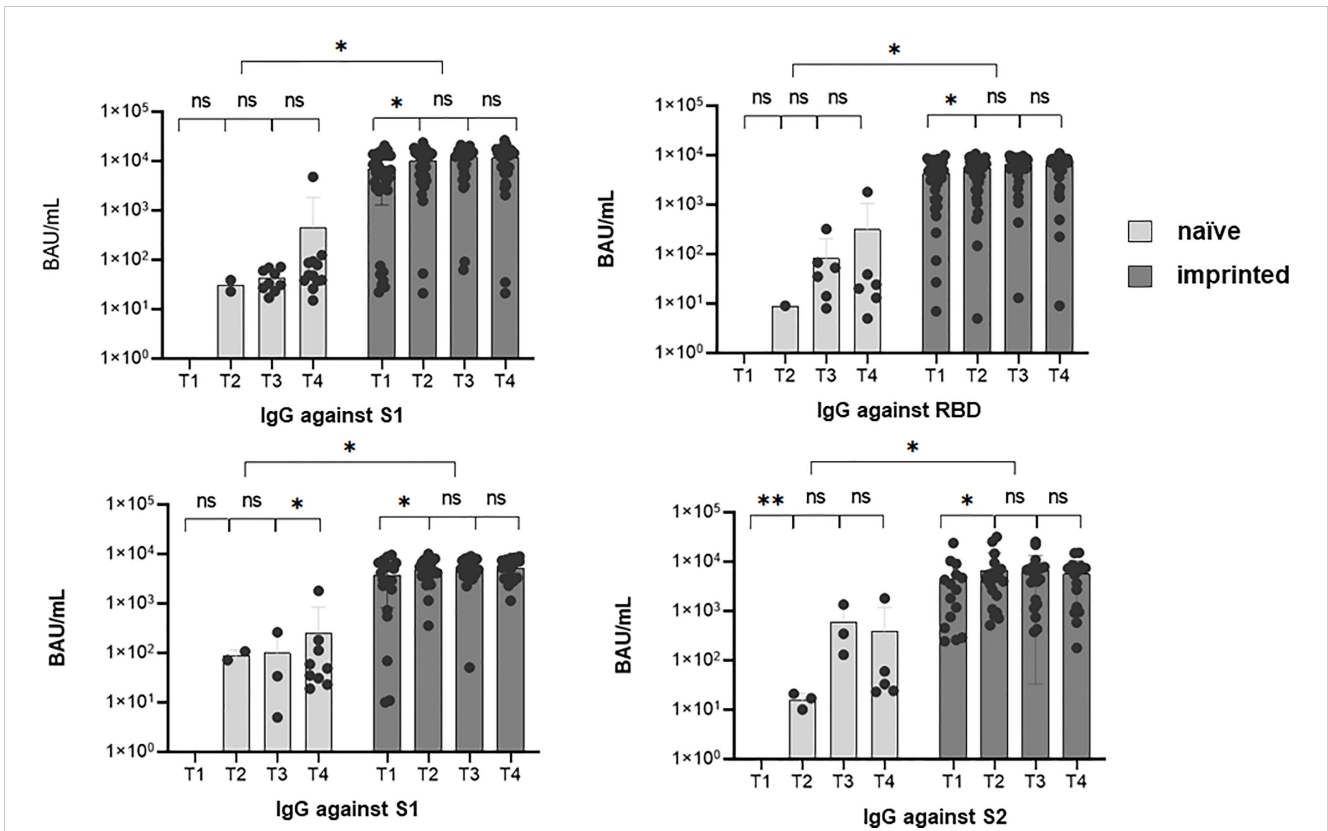 *
ns ns ns * ns ns
1×10⁵
1×10⁴
1×10³
1×10²
1×10¹
1×10⁰
BAU/mL
T1 T2 T3 T4 T1 T2 T3 T4
IgG against S1
*
ns ns ns * ns ns
1×10⁵
1×10⁴
1×10³
1×10²
1×10¹
1×10⁰
BAU/mL
T1 T2 T3 T4 T1 T2 T3 T4
IgG against RBD
naïve
imprinted
*
ns ns * * ns ns
1×10⁵
1×10⁴
1×10³
1×10²
1×10¹
1×10⁰
BAU/mL
T1 T2 T3 T4 T1 T2 T3 T4
IgG against S1
*
** ns ns * ns ns
1×10⁵
1×10⁴
1×10³
1×10²
1×10¹
1×10⁰
BAU/mL
T1 T2 T3 T4 T1 T2 T3 T4
IgG against S2